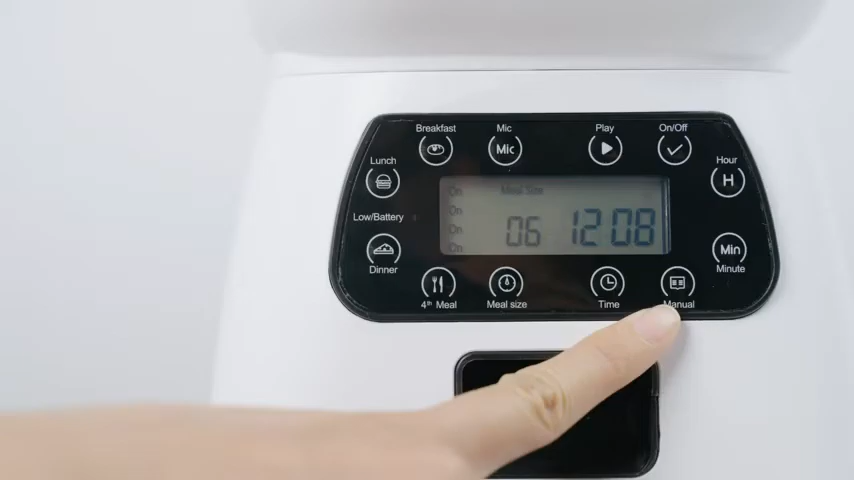 Breakfast
Mic
Play
On/Off
Mic
Lunch
Hour
H
On
Meal Size
On
Low/Battery
On
06
12 08
On
Min
Dinner
Minute
4th Meal
Meal size
Time
Manual